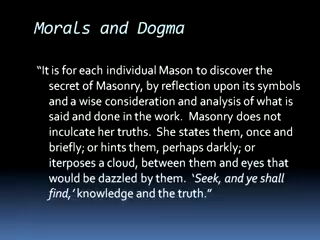 Morals and Dogma
“It is for each individual Mason to discover the
secret of Masonry, by reflection upon its symbols
and a wise consideration and analysis of what is
said and done in the work. Masonry does not
inculcate her truths. She states them, once and
briefly; or hints them, perhaps darkly; or
iterposes a cloud, between them and eyes that
would be dazzled by them. ‘Seek, and ye shall
find,’ knowledge and the truth.”